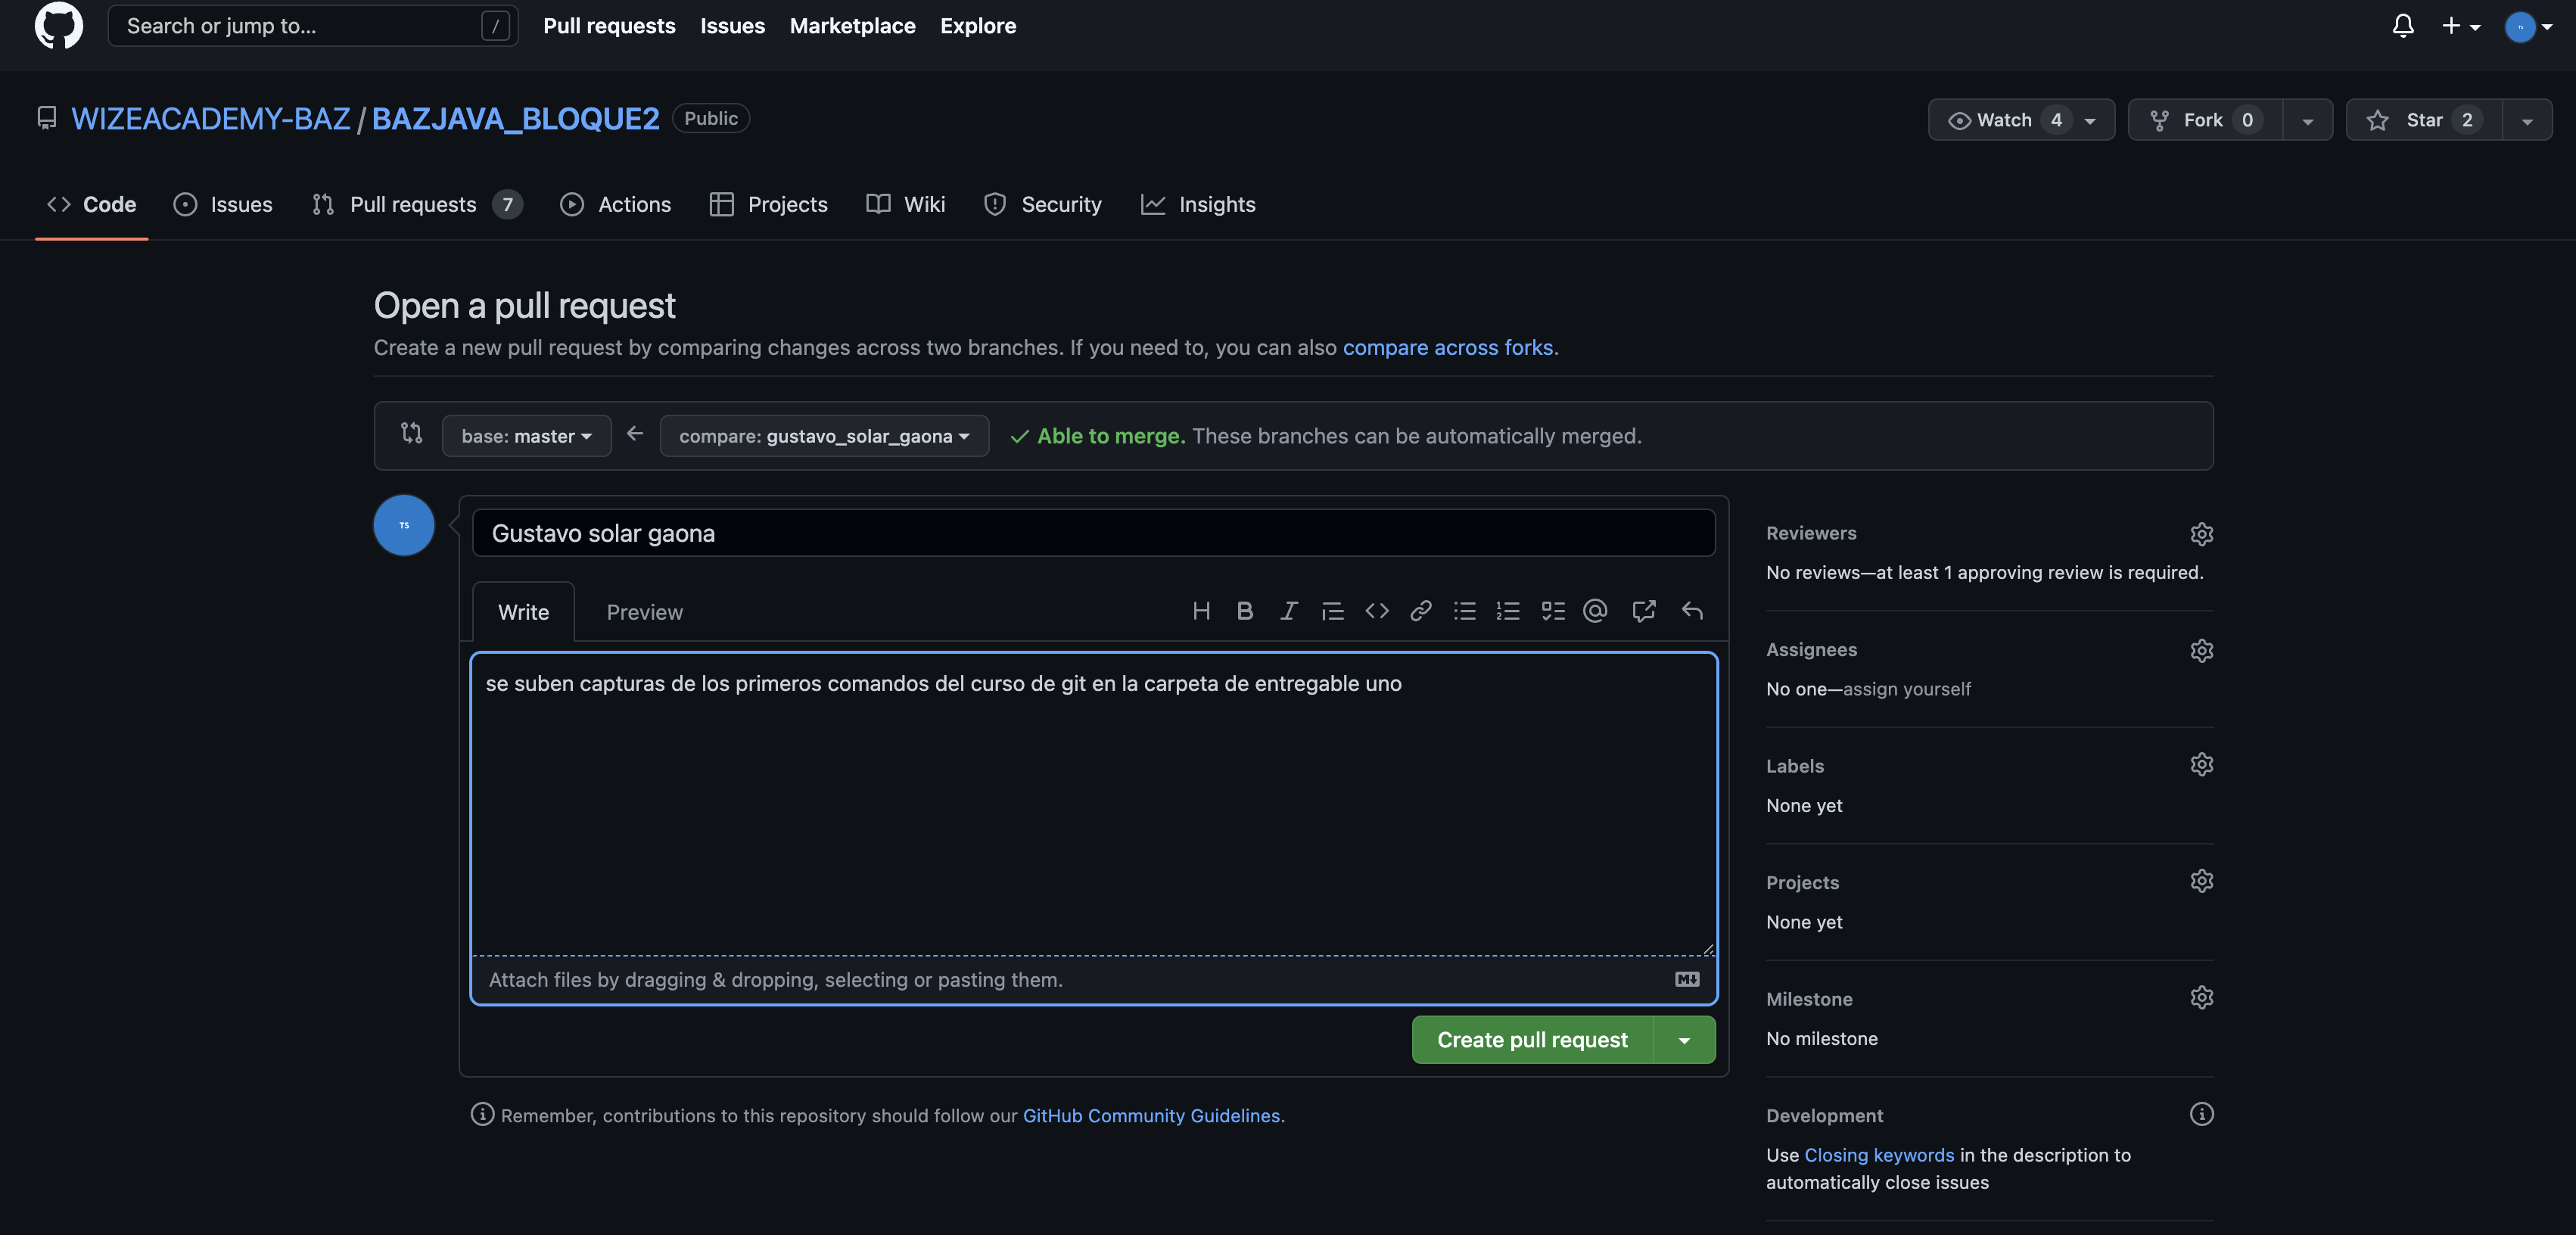 Search or jump to... /
Pull requests Issues Marketplace Explore
WIZEACADEMY-BAZ / BAZJAVA_BLOQUE2 Public
Watch 4 Fork 0 Star 2
Code Issues Pull requests 7 Actions Projects Wiki Security Insights
Open a pull request
Create a new pull request by comparing changes across two branches. If you need to, you can also compare across forks.
base: master compare: gustavo_solar_gaona Able to merge. These branches can be automatically merged.
TS
Gustavo solar gaona
Write Preview
se suben capturas de los primeros comandos del curso de git en la carpeta de entregable uno
Attach files by dragging & dropping, selecting or pasting them.
Create pull request
Remember, contributions to this repository should follow our GitHub Community Guidelines.
Reviewers
No reviews—at least 1 approving review is required.
Assignees
No one—assign yourself
Labels
None yet
Projects
None yet
Milestone
No milestone
Development
Use Closing keywords in the description to
automatically close issues